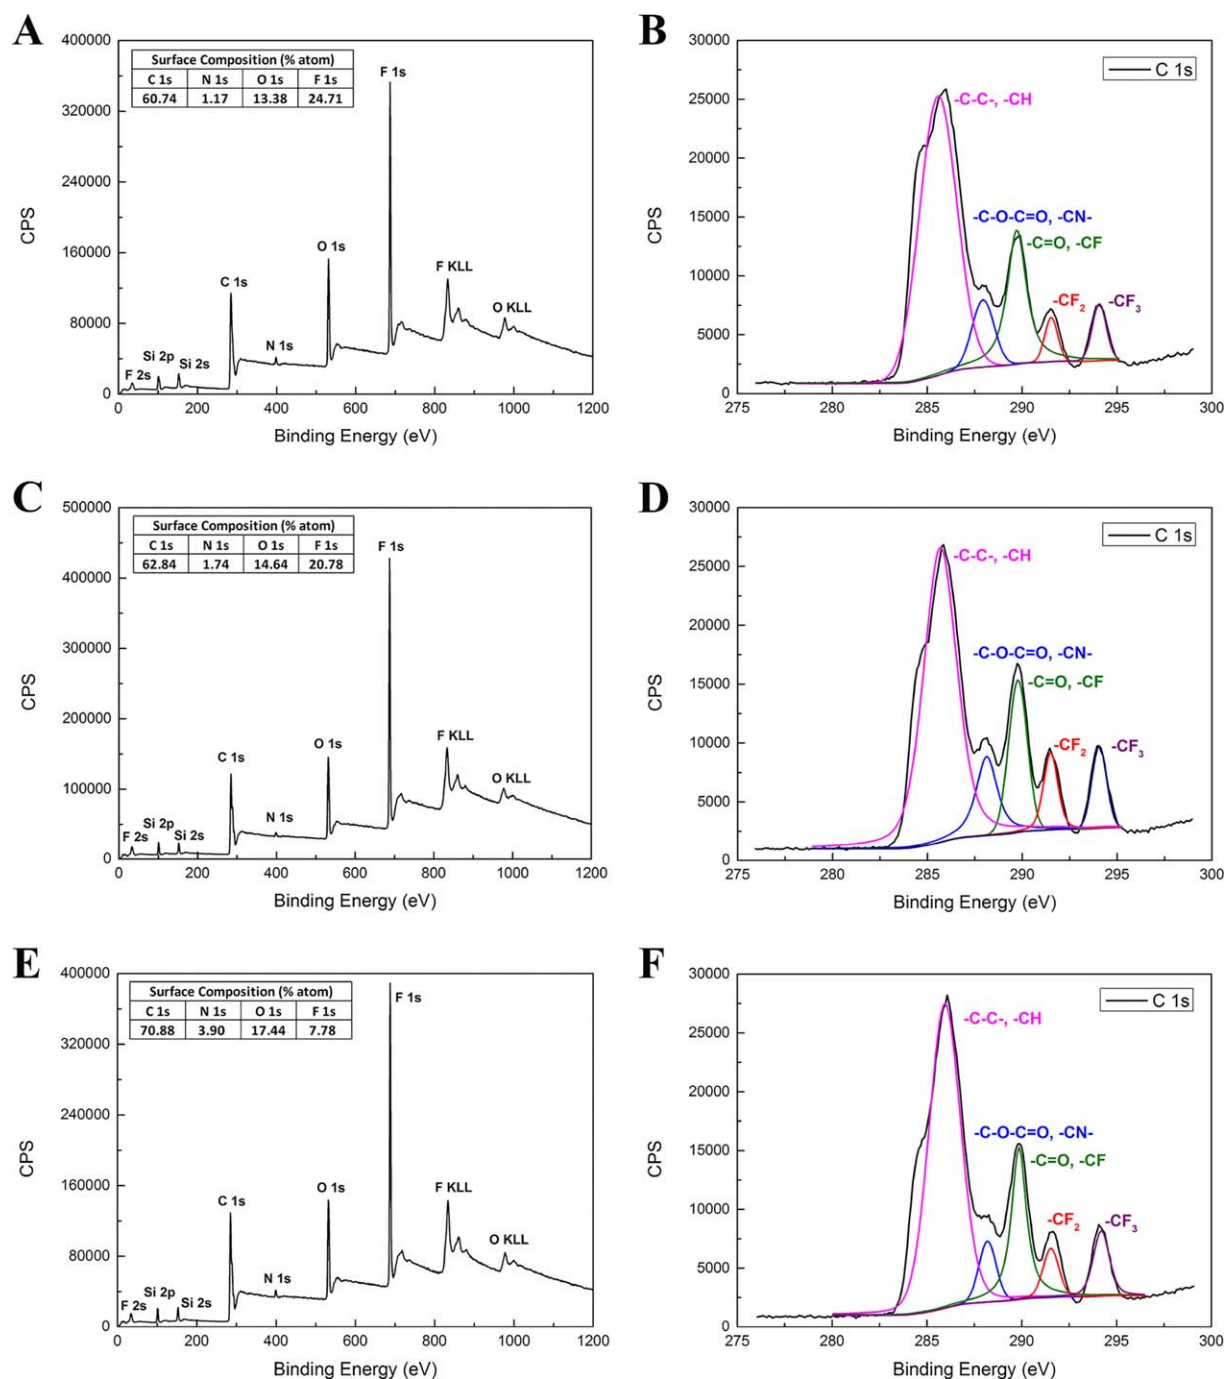 A
400000
320000
240000
160000
80000
0
CPS
Surface Composition (% atom)
C 1s N 1s O 1s F 1s
60.74 1.17 13.38 24.71
F 1s
O 1s
C 1s
F KLL
O KLL
N 1s
Si 2p
Si 2s
F 2s
0 200 400 600 800 1000 1200
Binding Energy (eV)
B
30000
25000
20000
15000
10000
5000
0
CPS
C 1s
-C-C-, -CH
-C-O-C=O, -CN-
-C=O, -CF
-CF₂
-CF₃
275 280 285 290 295 300
Binding Energy (eV)
C
500000
400000
300000
200000
100000
0
CPS
Surface Composition (% atom)
C 1s N 1s O 1s F 1s
62.84 1.74 14.64 20.78
F 1s
O 1s
C 1s
F KLL
O KLL
N 1s
Si 2p
Si 2s
F 2s
0 200 400 600 800 1000 1200
Binding Energy (eV)
D
30000
25000
20000
15000
10000
5000
0
CPS
C 1s
-C-C-, -CH
-C-O-C=O, -CN-
-C=O, -CF
-CF₂
-CF₃
275 280 285 290 295 300
Binding Energy (eV)
E
400000
320000
240000
160000
80000
0
CPS
Surface Composition (% atom)
C 1s N 1s O 1s F 1s
70.88 3.90 17.44 7.78
F 1s
O 1s
C 1s
F KLL
O KLL
N 1s
Si 2p
Si 2s
F 2s
0 200 400 600 800 1000 1200
Binding Energy (eV)
F
30000
25000
20000
15000
10000
5000
0
CPS
C 1s
-C-C-, -CH
-C-O-C=O, -CN-
-C=O, -CF
-CF₂
-CF₃
275 280 285 290 295 300
Binding Energy (eV)